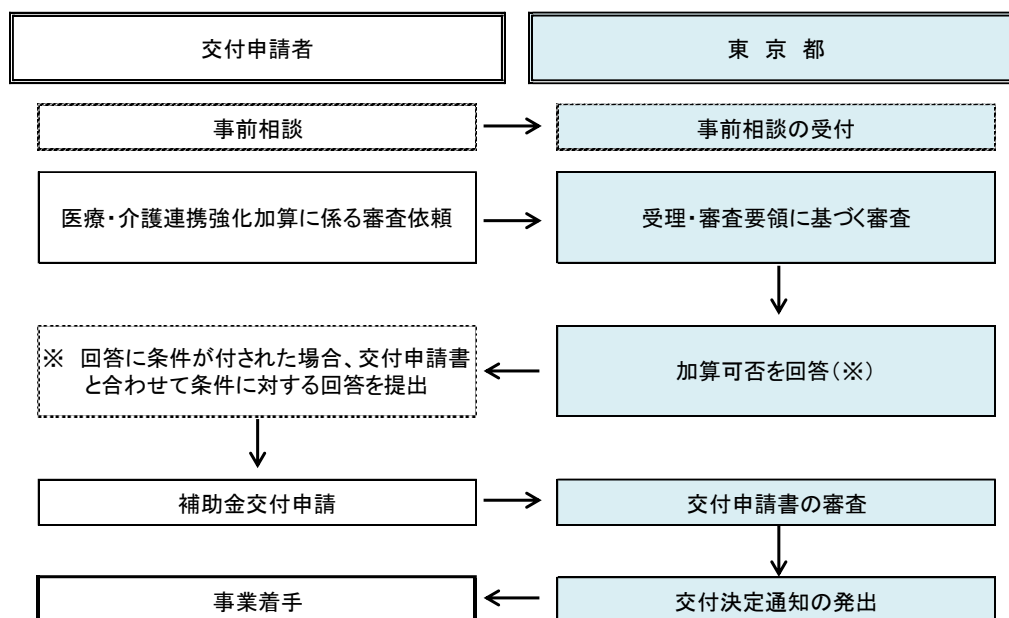 交付申請者
東 京 都
事前相談
事前相談の受付
医療・介護連携強化加算に係る審査依頼
受理・審査要領に基づく審査
※ 回答に条件が付された場合、交付申請書
と合わせて条件に対する回答を提出
加算可否を回答(※)
補助金交付申請
交付申請書の審査
事業着手
交付決定通知の発出